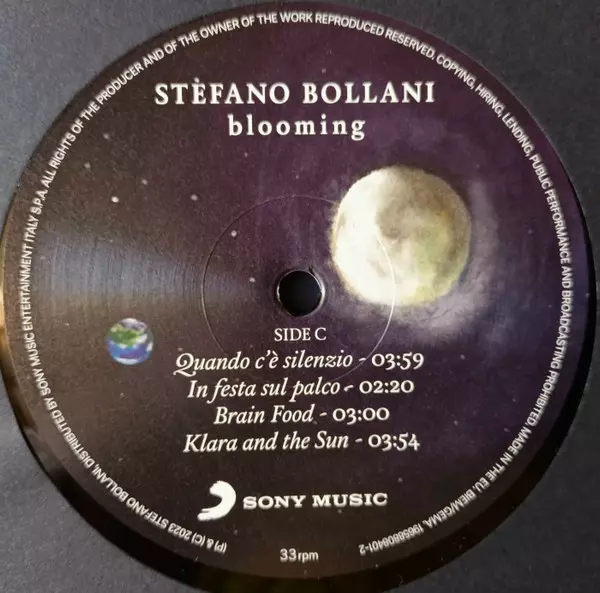 STEFANO BOLLANI
blooming
SIDE C
Quando c'è silenzio - 03:59
In festa sul palco - 02:20
Brain Food - 03:00
Klara and the Sun - 03:54
SONY MUSIC
33rpm
(P) & (C) 2023 STEFANO BOLLANI. DISTRIBUTED BY SONY MUSIC ENTERTAINMENT ITALY S.P.A. ALL RIGHTS OF THE PRODUCER AND OF THE OWNER OF THE WORK REPRODUCED RESERVED. COPYING, HIRING, LENDING, PUBLIC PERFORMANCE AND BROADCASTING PROHIBITED. MADE IN THE EU. BIEM/GEMA.